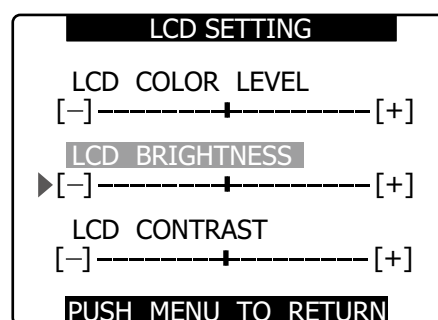 LCD SETTING
LCD COLOR LEVEL
[–] [+]
LCD BRIGHTNESS
[–] [+]
LCD CONTRAST
[–] [+]
PUSH MENU TO RETURN